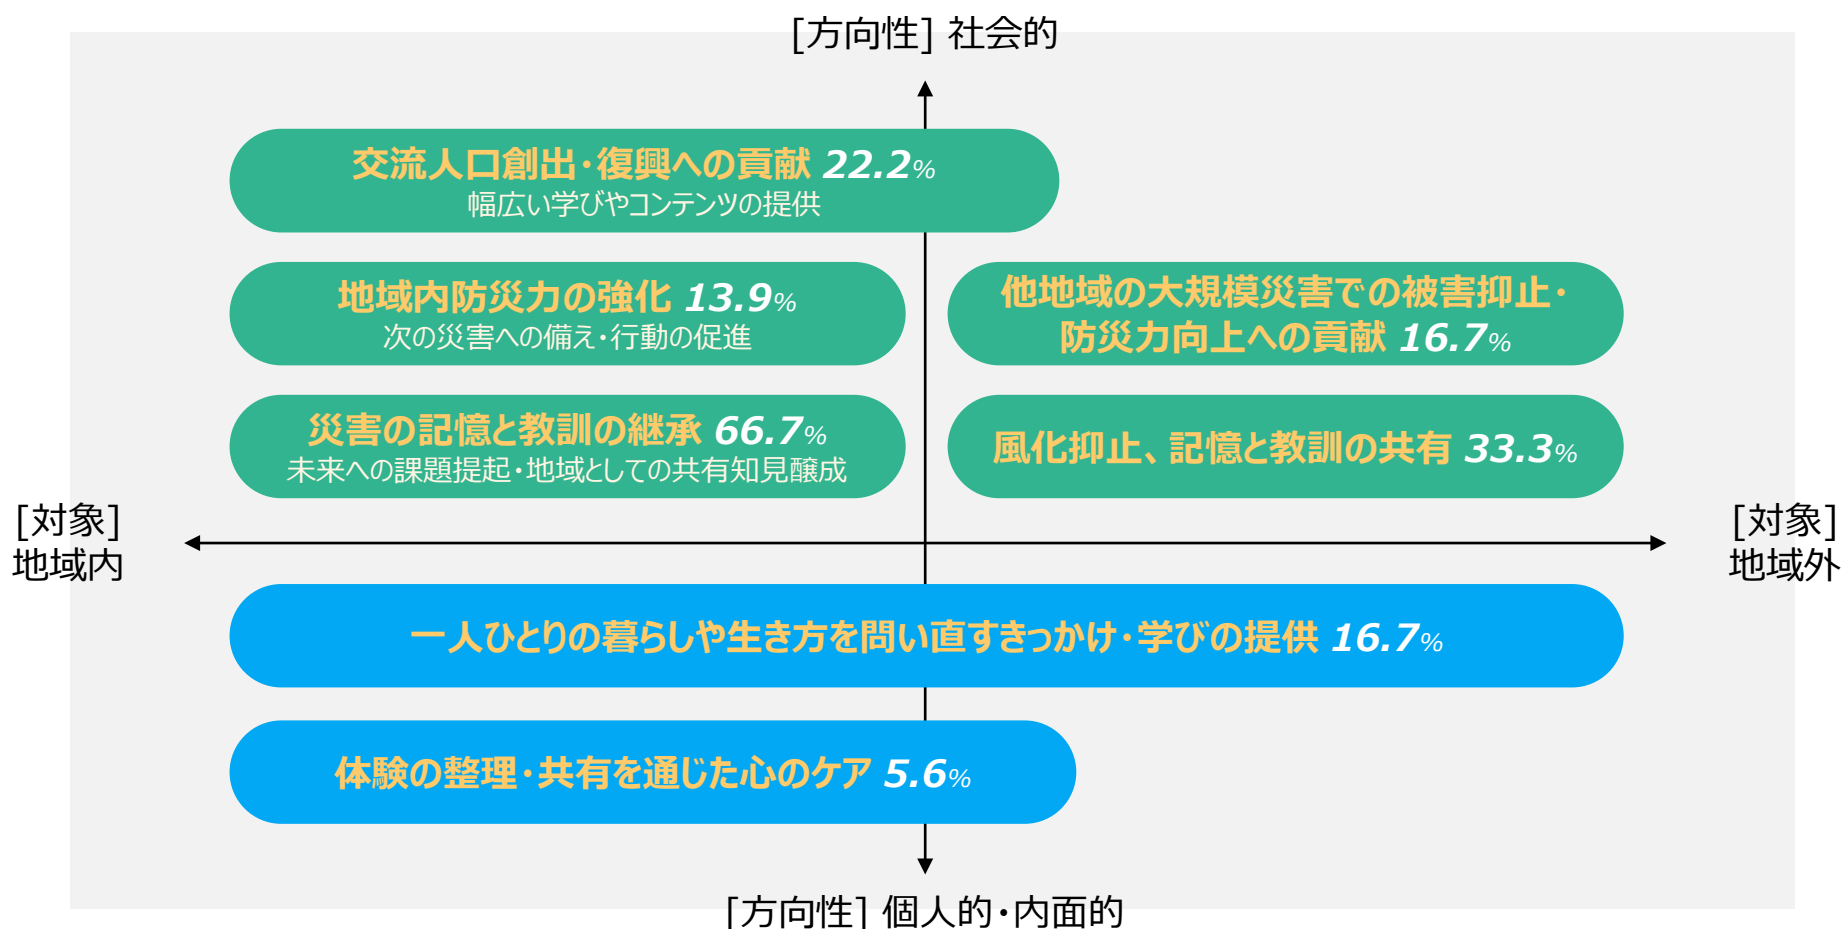 [方向性] 社会的
交流人口創出・復興への貢献 22.2%
幅広い学びやコンテンツの提供
地域内防災力の強化 13.9%
次の災害への備え・行動の促進
他地域の大規模災害での被害抑止・
防災力向上への貢献 16.7%
災害の記憶と教訓の継承 66.7%
未来への課題提起・地域としての共有知見醸成
風化抑止、記憶と教訓の共有 33.3%
[対象]
地域内
[対象]
地域外
一人ひとりの暮らしや生き方を問い直すきっかけ・学びの提供 16.7%
体験の整理・共有を通じた心のケア 5.6%
[方向性] 個人的・内面的